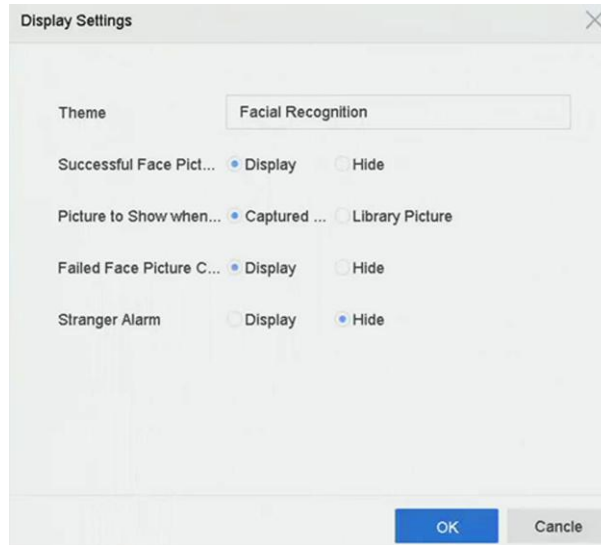 Display Settings
Theme Facial Recognition
Successful Face Pict... Display Hide
Picture to Show when... Captured ... Library Picture
Failed Face Picture C... Display Hide
Stranger Alarm Display Hide
OK Cancle